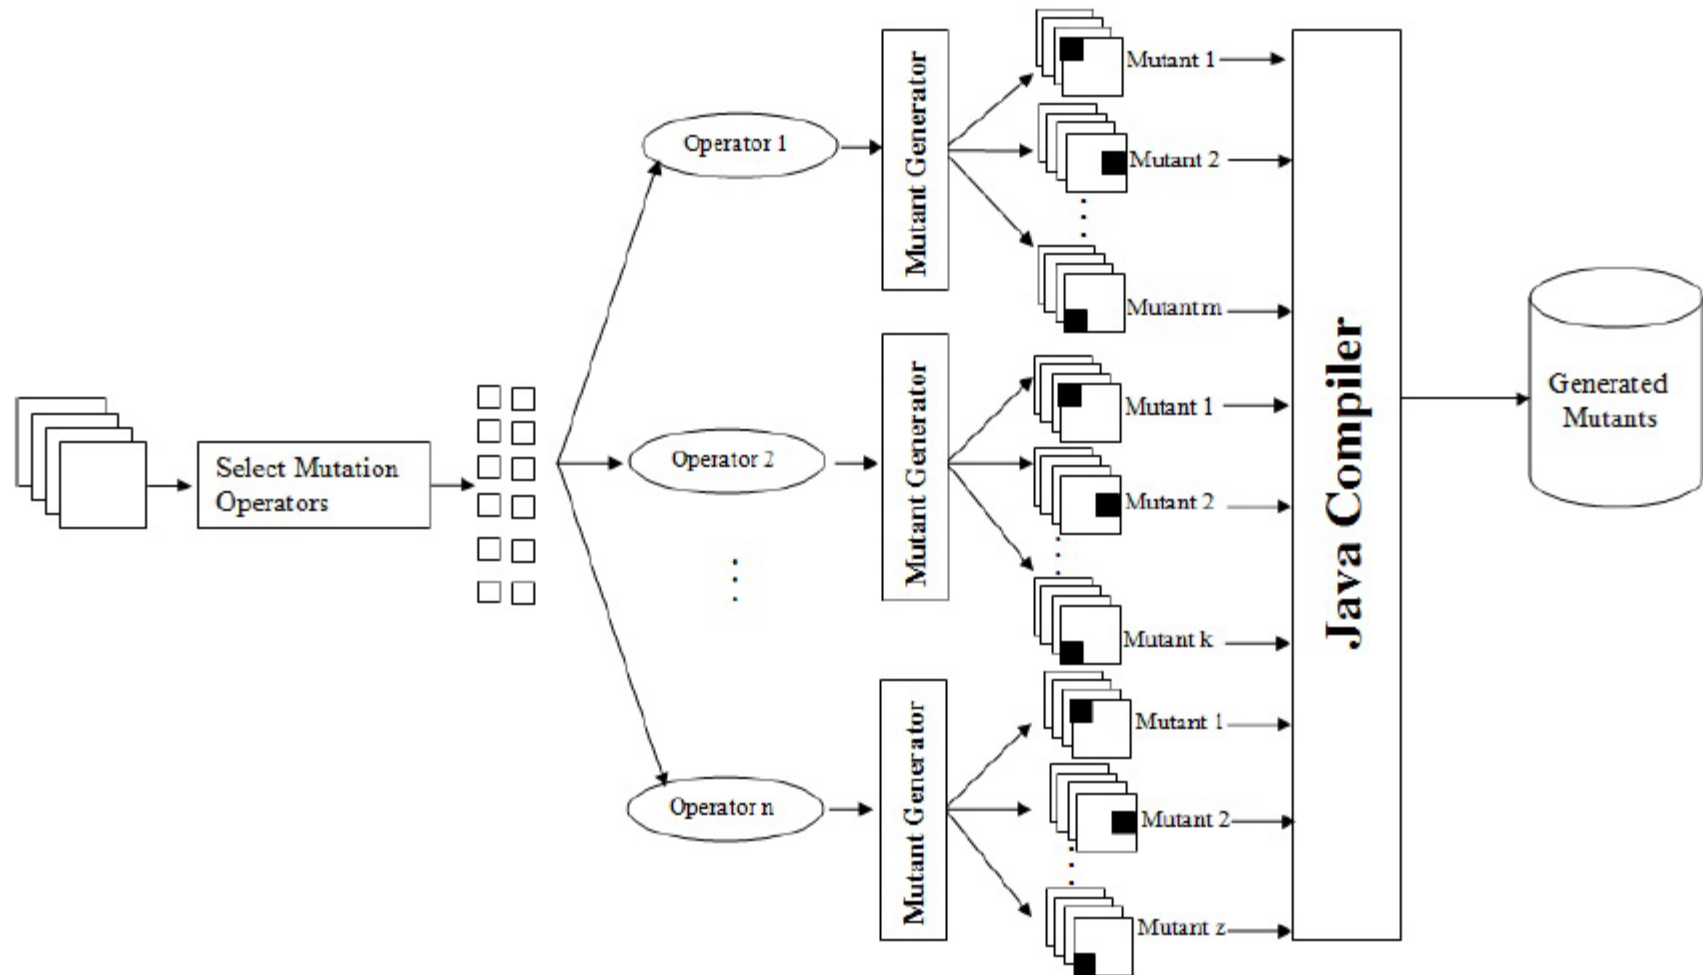 Operator 1
Mutant Generator
Mutant 1
Mutant 2
Mutant m
Select Mutation
Operators
Operator 2
Mutant Generator
Mutant 1
Mutant 2
Mutant k
Operator n
Mutant Generator
Mutant 1
Mutant 2
Mutant z
Java Compiler
Generated
Mutants